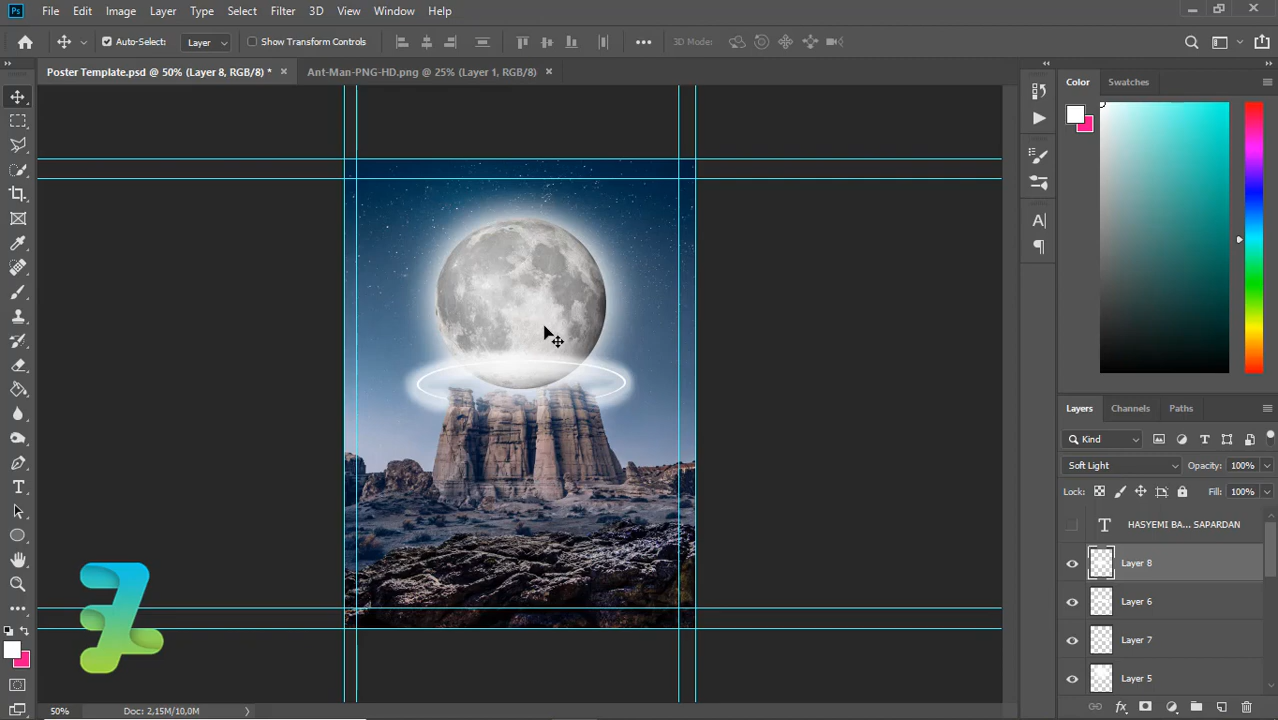 Ps File Edit Image Layer Type Select Filter 3D View Window Help
Auto-Select: Layer Show Transform Controls 3D Mode:
Poster Template.psd @ 50% (Layer 8, RGB/8) * Ant-Man-PNG-HD.png @ 25% (Layer 1, RGB/8)
Color Swatches
Layers Channels Paths
Kind
Soft Light Opacity: 100%
Lock: Fill: 100%
HASYEMI BA... SAPARDAN
Layer 8
Layer 6
Layer 7
Layer 5
50% Doc: 2,15M/10,0M